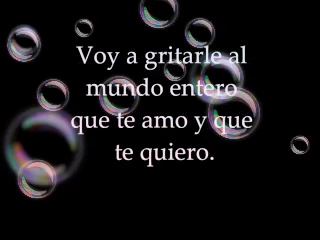 Voy a gritarle al
mundo entero
que te amo y que
te quiero.